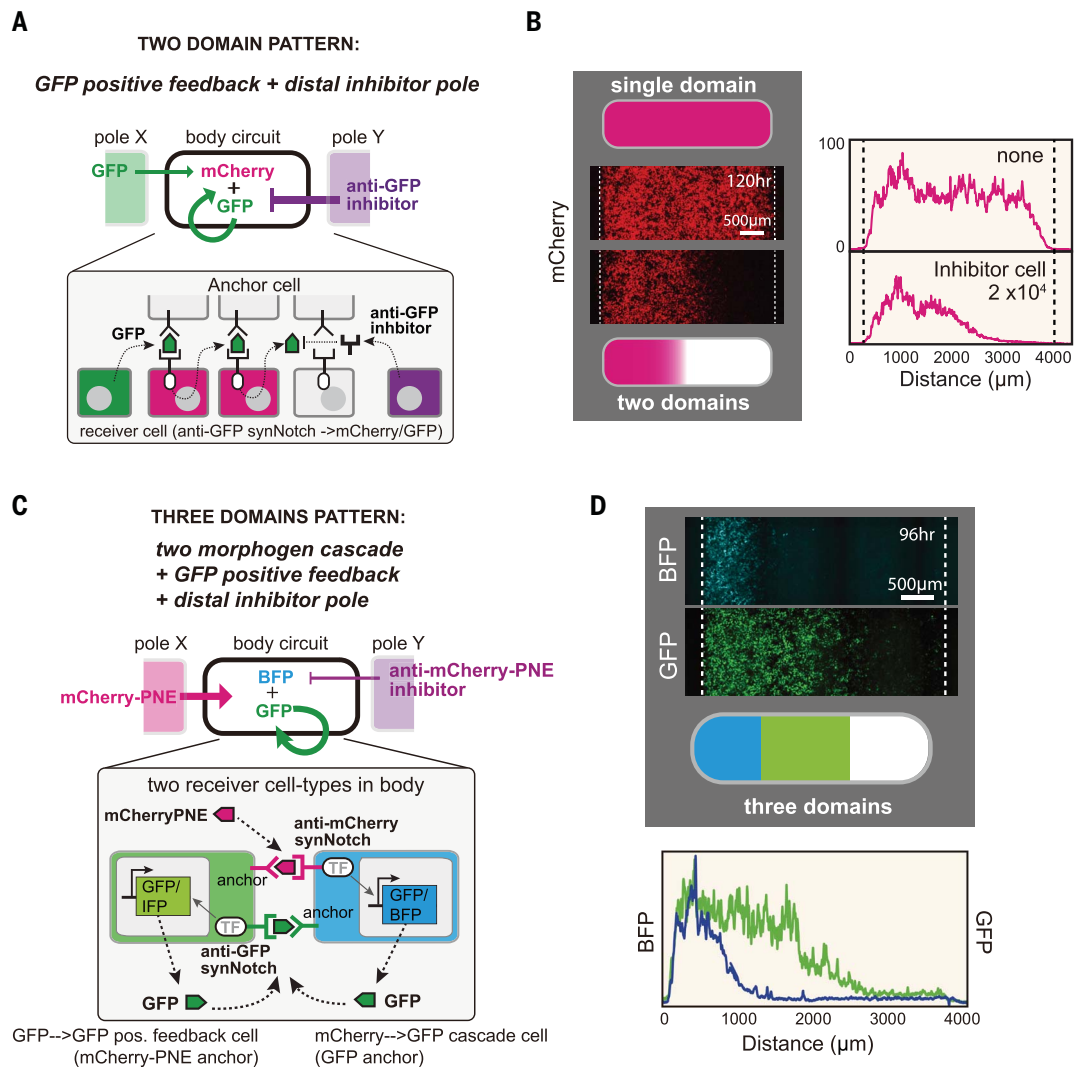 A
TWO DOMAIN PATTERN:
GFP positive feedback + distal inhibitor pole
pole X
body circuit
pole Y
GFP
mCherry
+
GFP
anti-GFP
inhibitor
Anchor cell
GFP
anti-GFP
inhbitor
receiver cell (anti-GFP synNotch ->mCherry/GFP)
B
single domain
mCherry
120hr
500μm
two domains
100
0
none
Inhibitor cell
2 x10⁴
0
1000
2000
3000
4000
Distance (μm)
C
THREE DOMAINS PATTERN:
two morphogen cascade
+ GFP positive feedback
+ distal inhibitor pole
pole X
body circuit
pole Y
mCherry-PNE
BFP
+
GFP
anti-mCherry-PNE
inhibitor
two receiver cell-types in body
mCherryPNE
anti-mCherry
synNotch
anchor
TF
GFP/
IFP
GFP/
BFP
TF
anchor
anti-GFP
synNotch
GFP
GFP
GFP-->GFP pos. feedback cell
(mCherry-PNE anchor)
mCherry-->GFP cascade cell
(GFP anchor)
D
BFP
96hr
500μm
GFP
three domains
BFP
GFP
0
1000
2000
3000
4000
Distance (μm)